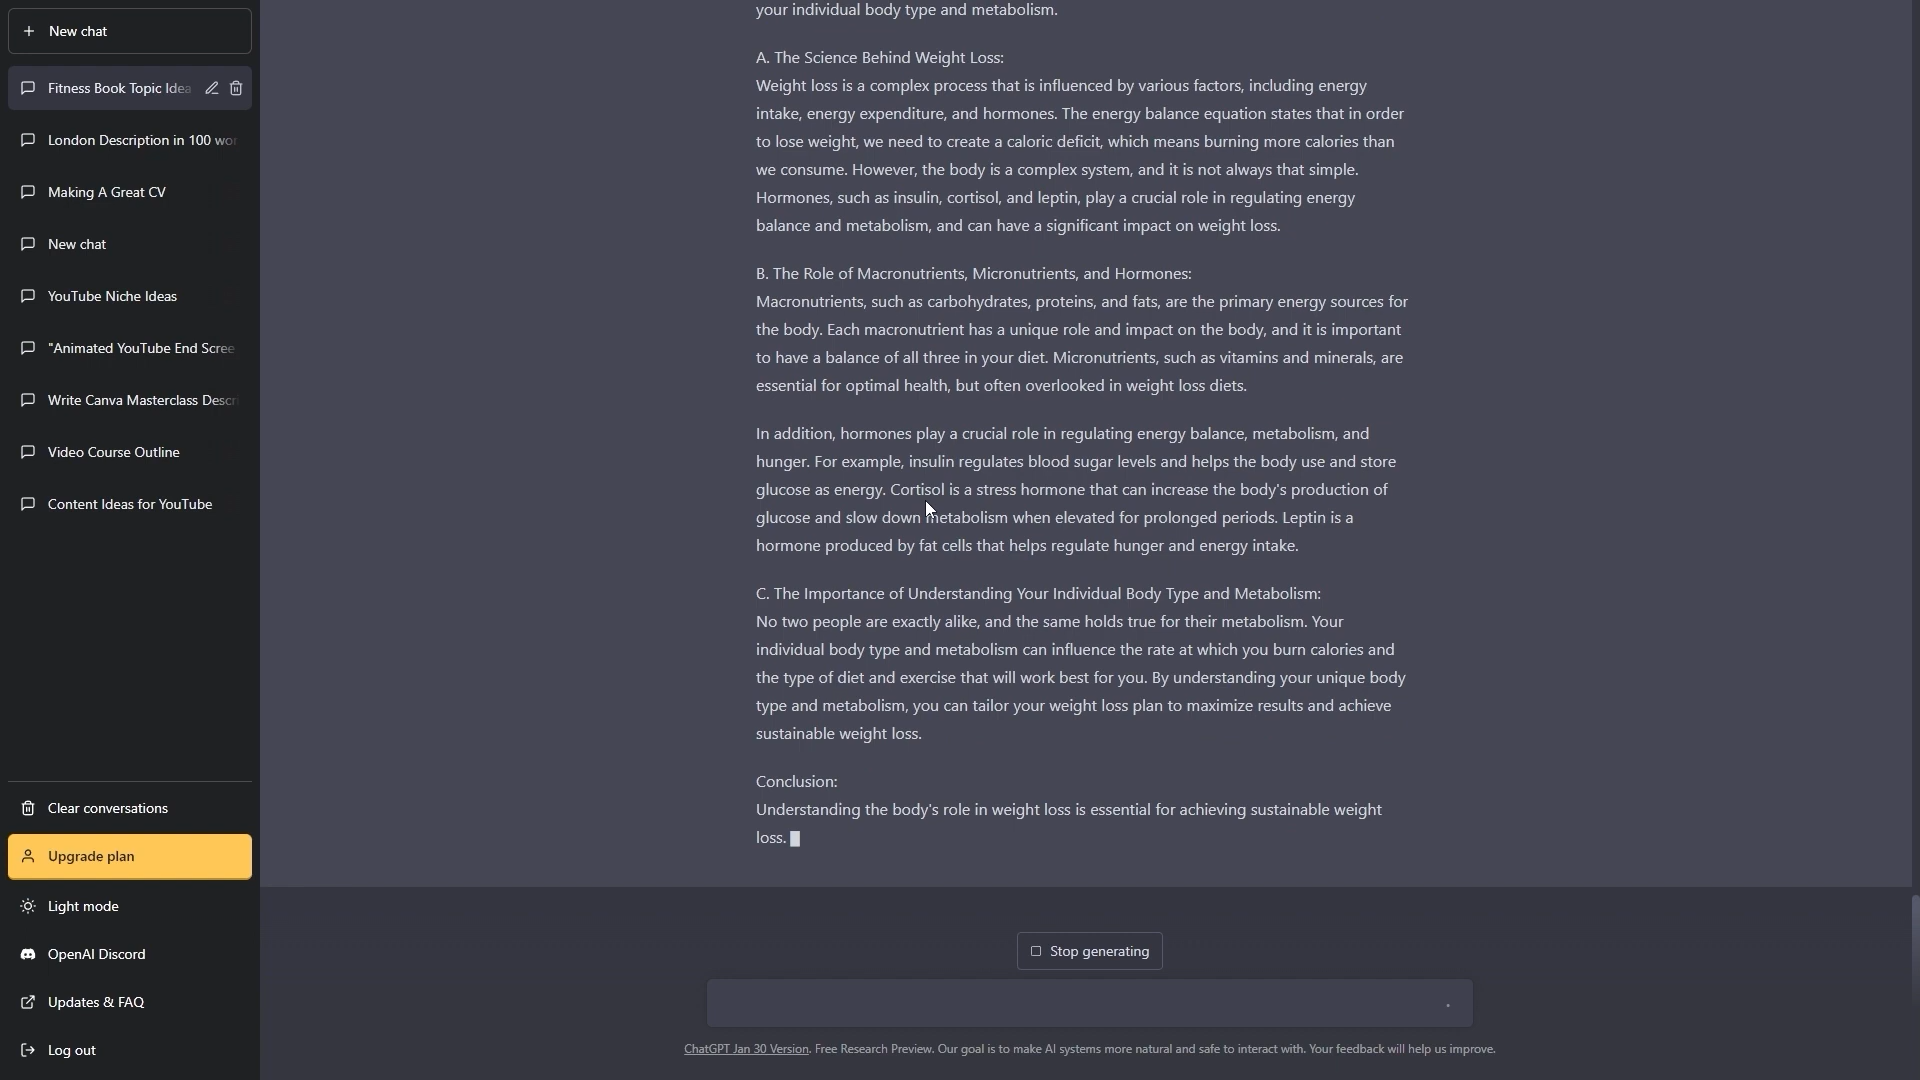 New chat
Fitness Book Topic Idea
London Description in 100 wor
Making A Great CV
New chat
YouTube Niche Ideas
"Animated YouTube End Scree
Write Canva Masterclass Descr
Video Course Outline
Content Ideas for YouTube
Clear conversations
Upgrade plan
Light mode
OpenAI Discord
Updates & FAQ
Log out
your individual body type and metabolism.
A. The Science Behind Weight Loss:
Weight loss is a complex process that is influenced by various factors, including energy
intake, energy expenditure, and hormones. The energy balance equation states that in order
to lose weight, we need to create a caloric deficit, which means burning more calories than
we consume. However, the body is a complex system, and it is not always that simple.
Hormones, such as insulin, cortisol, and leptin, play a crucial role in regulating energy
balance and metabolism, and can have a significant impact on weight loss.
B. The Role of Macronutrients, Micronutrients, and Hormones:
Macronutrients, such as carbohydrates, proteins, and fats, are the primary energy sources for
the body. Each macronutrient has a unique role and impact on the body, and it is important
to have a balance of all three in your diet. Micronutrients, such as vitamins and minerals, are
essential for optimal health, but often overlooked in weight loss diets.
In addition, hormones play a crucial role in regulating energy balance, metabolism, and
hunger. For example, insulin regulates blood sugar levels and helps the body use and store
glucose as energy. Cortisol is a stress hormone that can increase the body's production of
glucose and slow down metabolism when elevated for prolonged periods. Leptin is a
hormone produced by fat cells that helps regulate hunger and energy intake.
C. The Importance of Understanding Your Individual Body Type and Metabolism:
No two people are exactly alike, and the same holds true for their metabolism. Your
individual body type and metabolism can influence the rate at which you burn calories and
the type of diet and exercise that will work best for you. By understanding your unique body
type and metabolism, you can tailor your weight loss plan to maximize results and achieve
sustainable weight loss.
Conclusion:
Understanding the body's role in weight loss is essential for achieving sustainable weight
loss.
Stop generating
ChatGPT Jan 30 Version. Free Research Preview. Our goal is to make AI systems more natural and safe to interact with. Your feedback will help us improve.